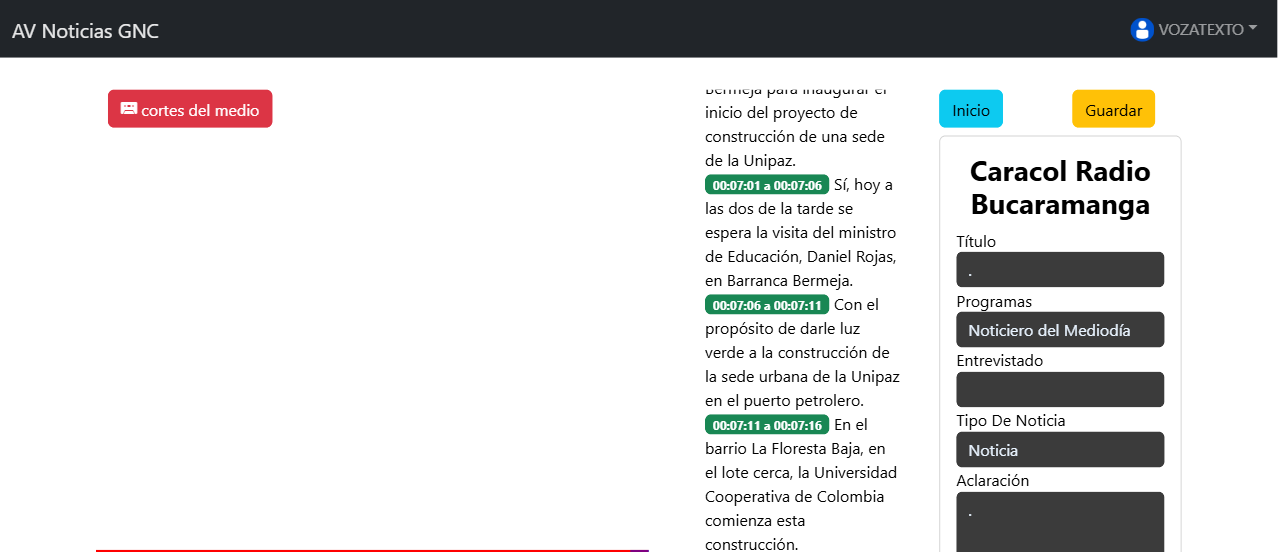 AV Noticias GNC
VOZATEXTO
cortes del medio
Bermeja para inaugurar el
inicio del proyecto de
construcción de una sede
de la Unipaz.
00:07:01 a 00:07:06 Sí, hoy a
las dos de la tarde se
espera la visita del ministro
de Educación, Daniel Rojas,
en Barranca Bermeja.
00:07:06 a 00:07:11 Con el
propósito de darle luz
verde a la construcción de
la sede urbana de la Unipaz
en el puerto petrolero.
00:07:11 a 00:07:16 En el
barrio La Floresta Baja, en
el lote cerca, la Universidad
Cooperativa de Colombia
comienza esta
construcción.
Inicio
Guardar
Caracol Radio
Bucaramanga
Título
.
Programas
Noticiero del Mediodía
Entrevistado
Tipo De Noticia
Noticia
Aclaración
.